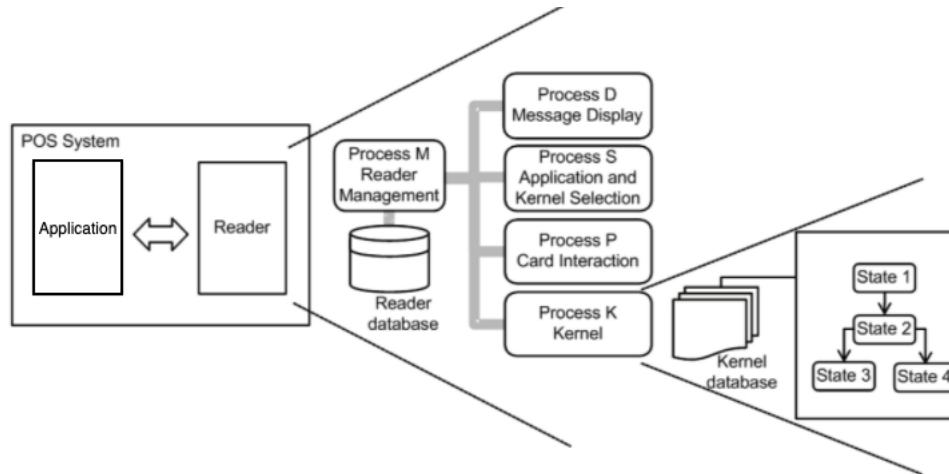 POS System
Application
Reader
Process M
Reader
Management
Reader
database
Process D
Message Display
Process S
Application and
Kernel Selection
Process P
Card Interaction
Process K
Kernel
Kernel
database
State 1
State 2
State 3
State 4